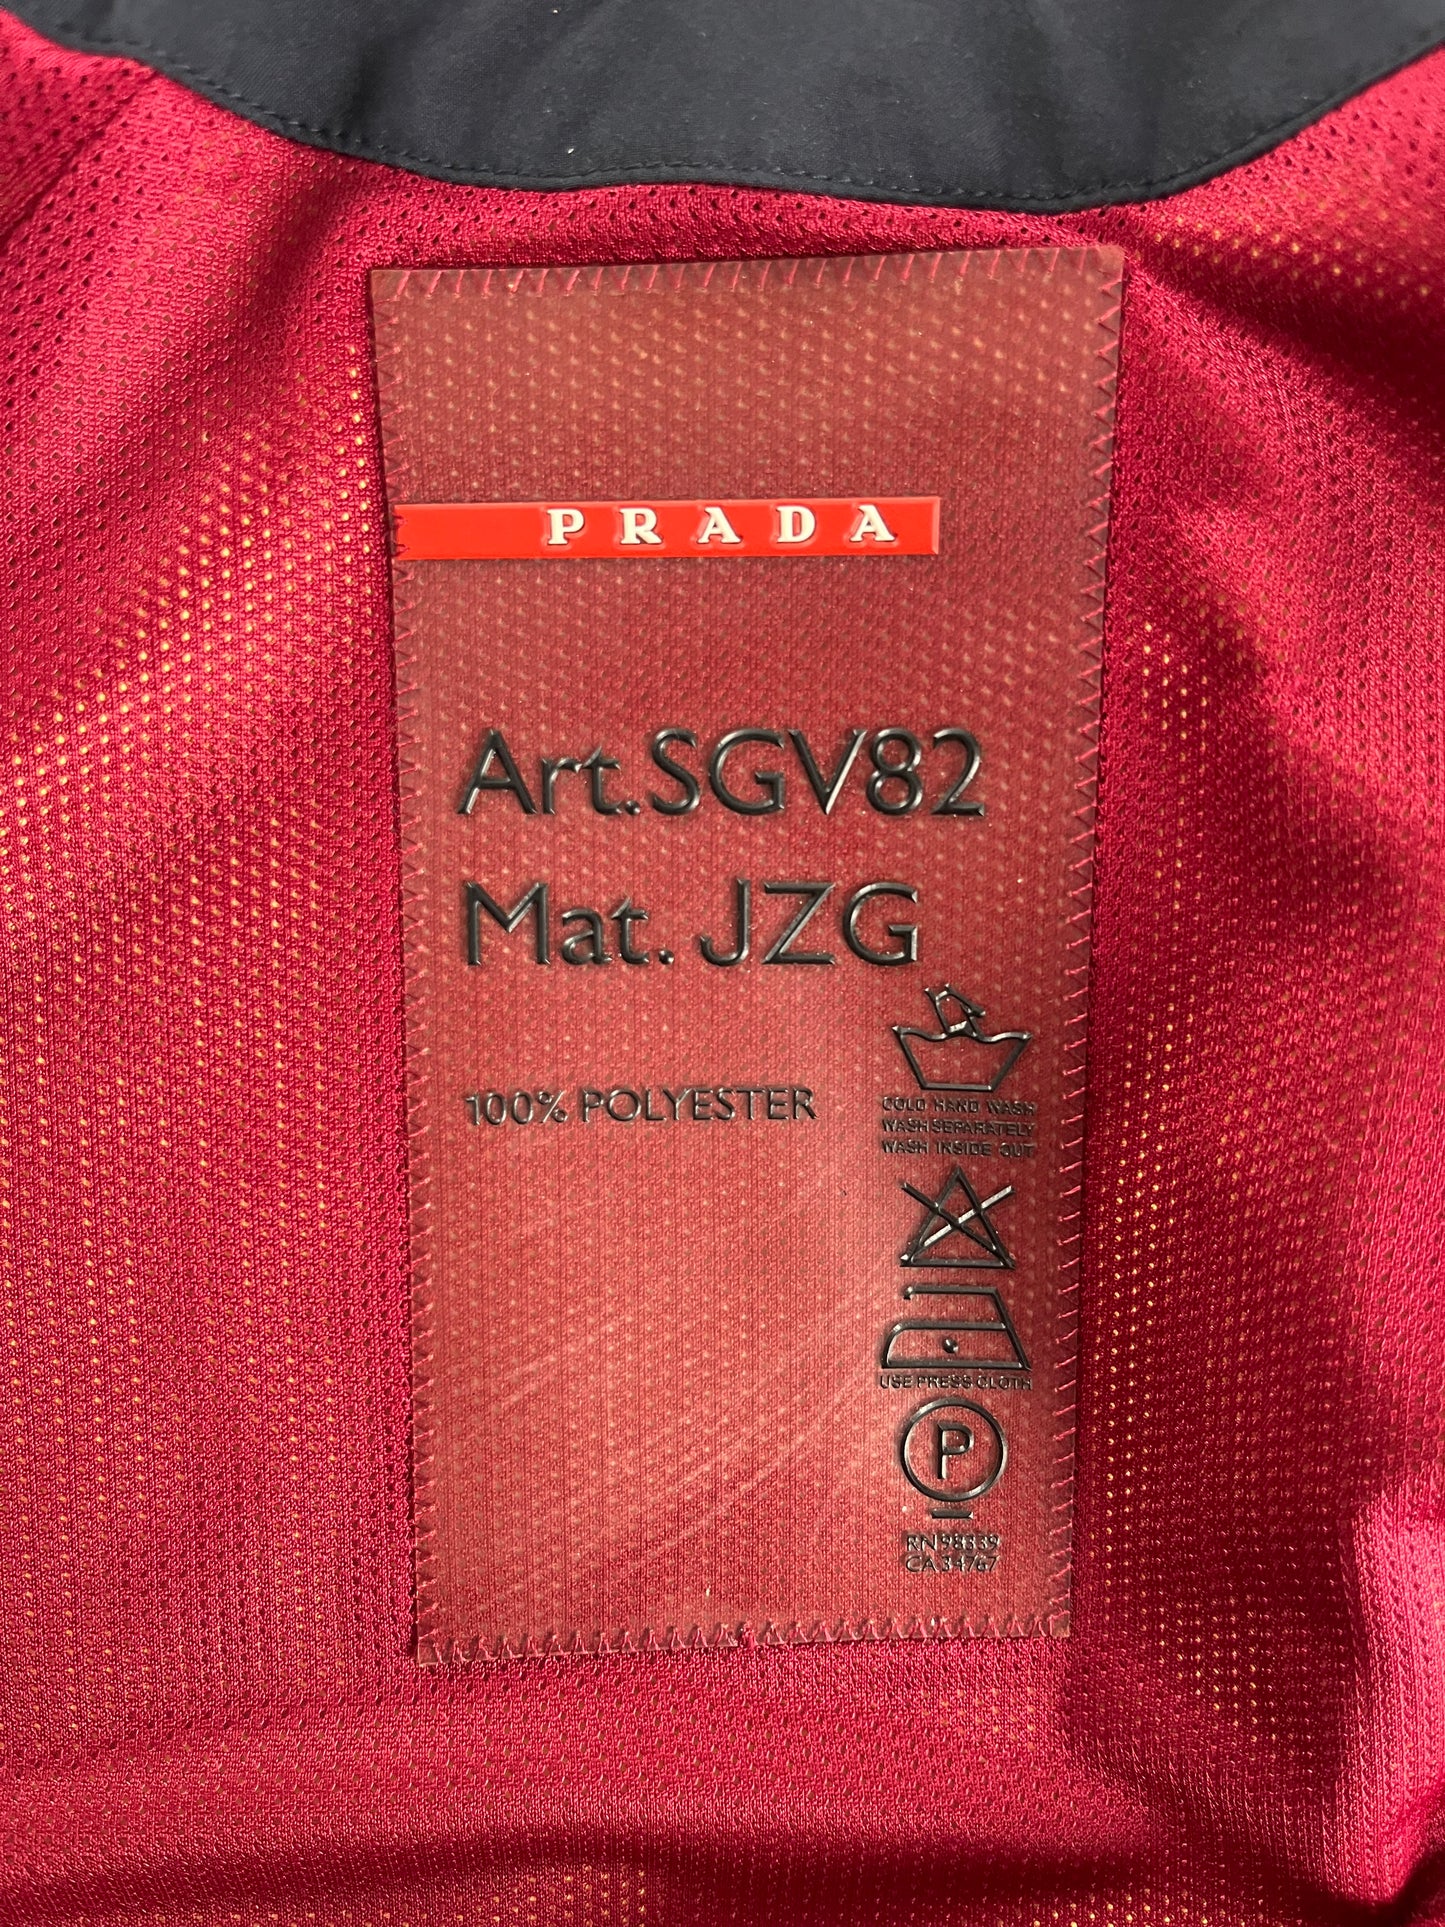 PRADA
Art.SGV82
Mat. JZG
100% POLYESTER
COLD HAND WASH
WASH SEPARATELY
WASH INSIDE OUT
USE PRESS CLOTH
P
RN98339
CA34767